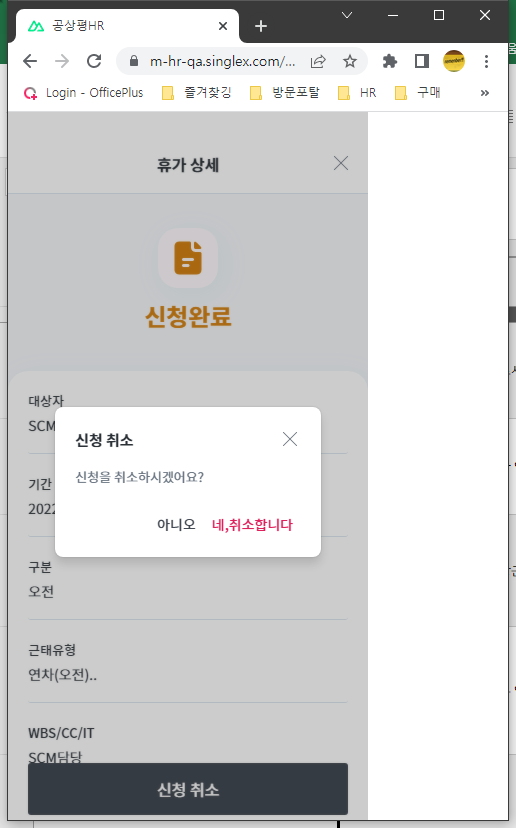 공상평HR
m-hr-qa.singlex.com/...
Login - OfficePlus
즐겨찾깅
방문포탈
HR
구매
휴가 상세
신청완료
대상자
SCM
신청 취소
신청을 취소하시겠어요?
아니오
네,취소합니다
기간
2022
구분
오전
근태유형
연차(오전)..
WBS/CC/IT
SCM담당
신청 취소